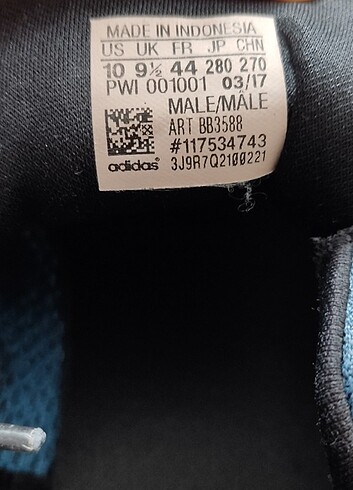 MADE IN INDONESIA
US UK FR JP CHN
10 9½ 44 280 270
PWI 001001 03/17
MALE/MÂLE
ART BB3588
#117534743
adidas 3J9R7Q2100221